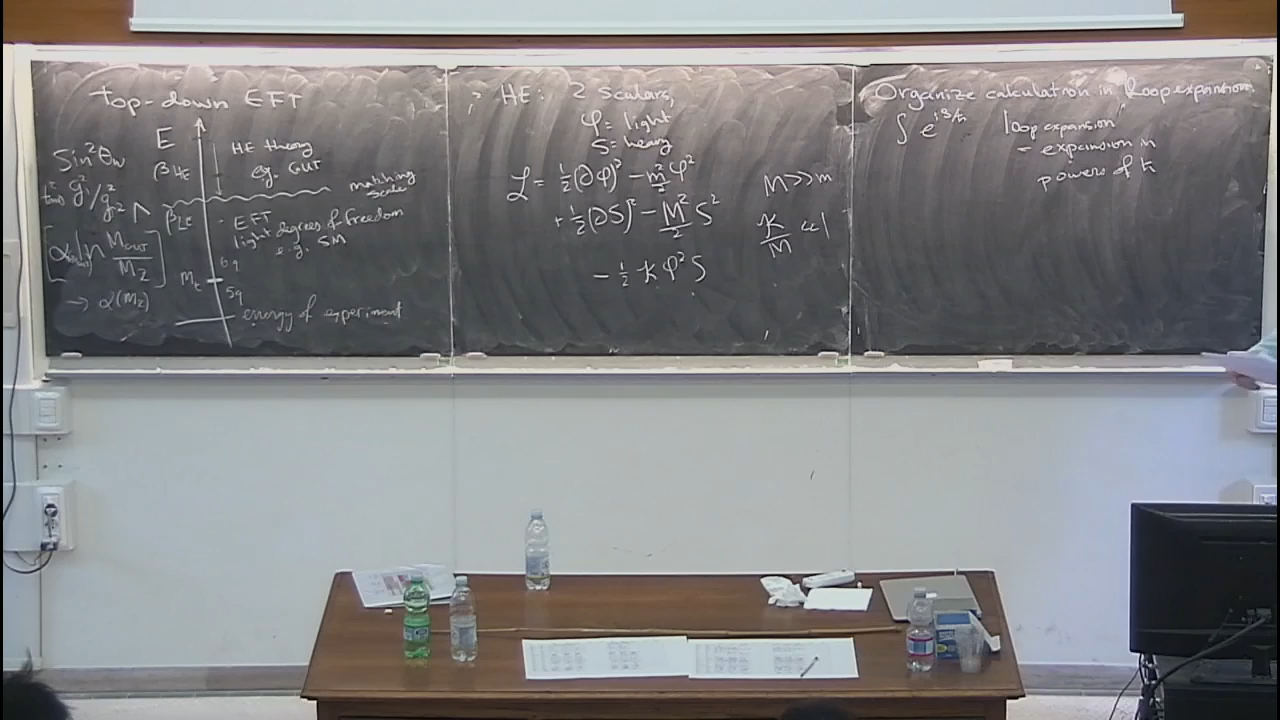 top-down EFT
E
HE theory
eg. GUT
Sin²θw
β HE
matching
scale
g₁²/g₂²
Λ
β LE
- EFT
light degrees of freedom
e.g. SM
ln M_GUT/M_Z
6q
M_t
5q
→ α(M_Z)
energy of experiment
HE: 2 scalars,
φ = light
S = heavy
ℒ = ½(∂φ)² - m²/2 φ²
+ ½(∂S)² - M²/2 S²
- ½ κ φ² S
M >> m
κ/M << 1
Organize calculation in loop expansion
∫ e^{iS/ħ}
loop expansion
= expansion in
powers of ħ